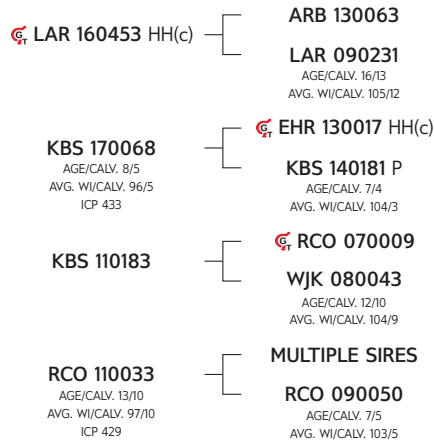 ARB 130063
GT LAR 160453 HH(c)
LAR 090231
AGE/CALV. 16/13
AVG. WI/CALV. 105/12
GT EHR 130017 HH(c)
KBS 170068
AGE/CALV. 8/5
AVG. WI/CALV. 96/5
ICP 433
KBS 140181 P
AGE/CALV. 7/4
AVG. WI/CALV. 104/3
GT RCO 070009
KBS 110183
WJK 080043
AGE/CALV. 12/10
AVG. WI/CALV. 104/9
MULTIPLE SIRES
RCO 110033
AGE/CALV. 13/10
AVG. WI/CALV. 97/10
ICP 429
RCO 090050
AGE/CALV. 7/5
AVG. WI/CALV. 103/5